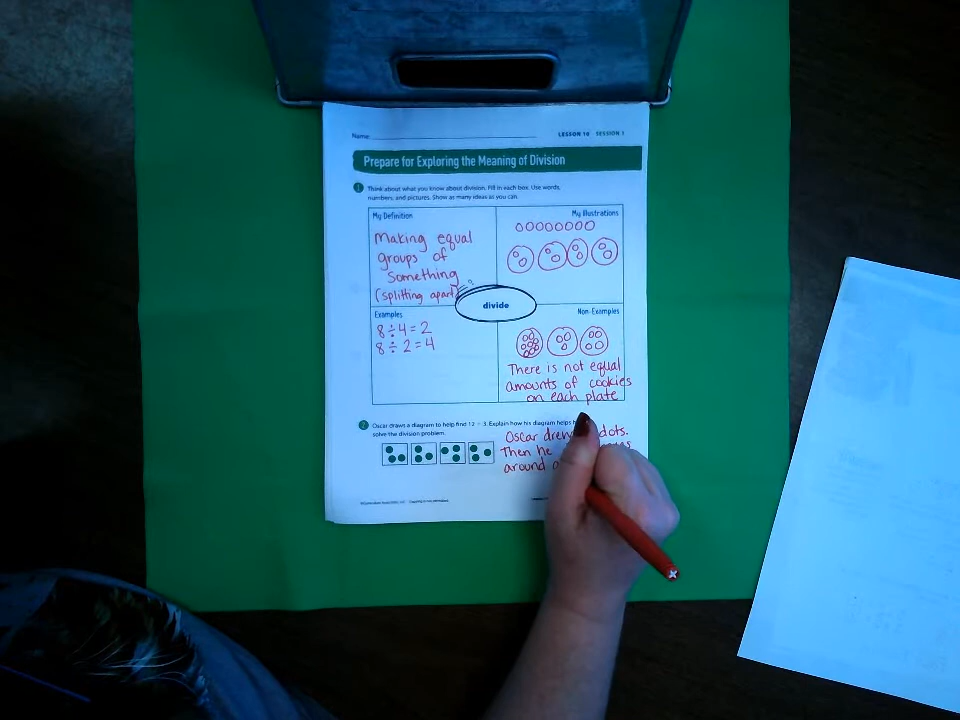 Name:
LESSON 10 SESSION 1
Prepare for Exploring the Meaning of Division
1 Think about what you know about division. Fill in each box. Use words,
numbers, and pictures. Show as many ideas as you can.
My Definition
Making equal
groups of
something
(splitting apart)
My Illustrations
divide
Examples
8÷4=2
8÷2=4
Non-Examples
There is not equal
amounts of cookies
on each plate
2 Oscar draws a diagram to help find 12 ÷ 3. Explain how his diagram helps
solve the division problem.
Oscar drew dots.
Then he
around